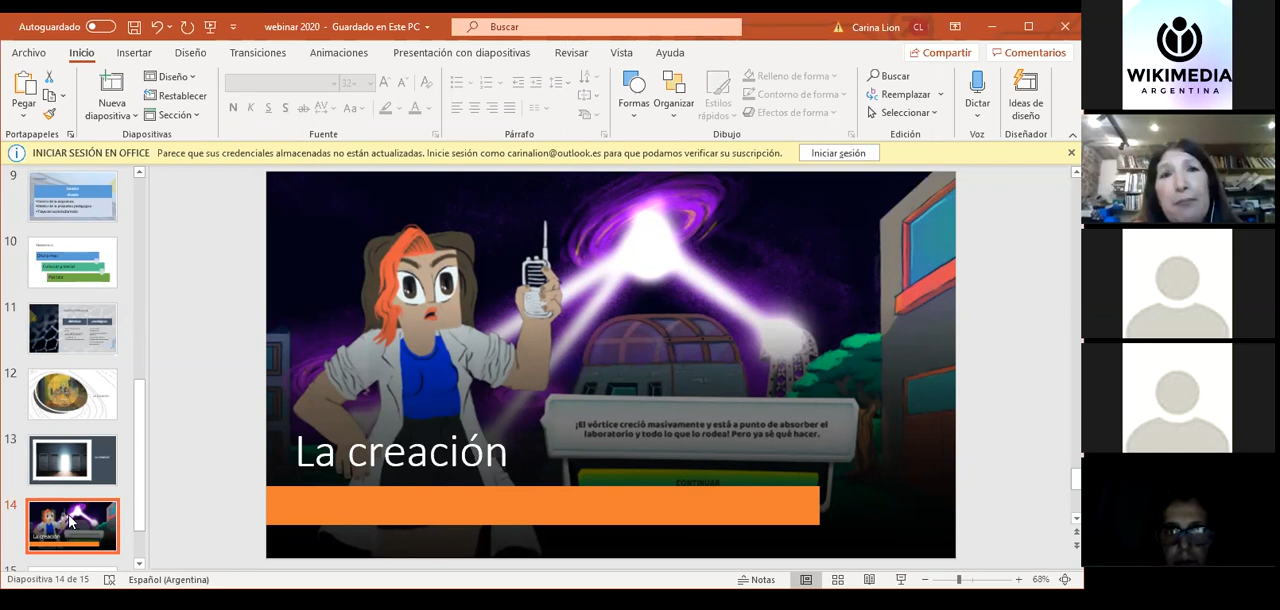 Autoguardado
webinar 2020 - Guardado en Este PC
Buscar
Carina Lion
CL
Archivo Inicio Insertar Diseño Transiciones Animaciones Presentación con diapositivas Revisar Vista Ayuda
Compartir
Comentarios
Pegar
Nueva
diapositiva
Diseño
Restablecer
Sección
32
N K S S ab AV Aa A
Formas
Organizar
Estilos
rápidos
Relleno de forma
Contorno de forma
Efectos de forma
Buscar
Reemplazar
Seleccionar
Dictar
Ideas de
diseño
Portapapeles
Diapositivas
Fuente
Párrafo
Dibujo
Edición
Voz
Diseñador
INICIAR SESIÓN EN OFFICE Parece que sus credenciales almacenadas no están actualizadas. Inicie sesión como carinalion@outlook.es para que podamos verificar su suscripción.
Iniciar sesión
9
10
11
12
13
14
La creación
15
¡El vórtice creció masivamente y está a punto de absorber el
laboratorio y todo lo que lo rodea! Pero ya sé qué hacer.
CONTINUAR
La creación
Diapositiva 14 de 15
Español (Argentina)
Notas
68%
WIKIMEDIA
ARGENTINA